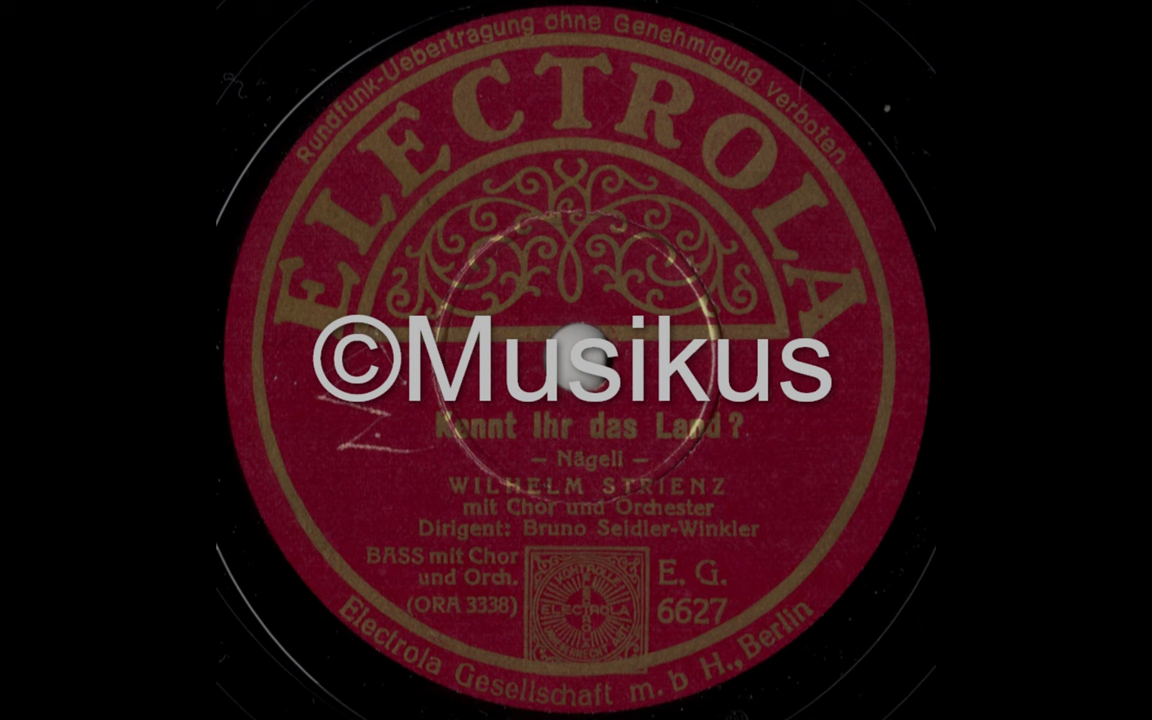 Rundfunk-Uebertragung ohne Genehmigung verboten
ELECTROLA
©Musikus
Kennt Ihr das Land?
— Nägeli —
WILHELM STRIENZ
mit Chor und Orchester
Dirigent: Bruno Seidler-Winkler
BASS mit Chor
und Orch.
(ORA 3338)
KONTROLLE
ELECTROLA
E. G.
6627
Electrola Gesellschaft m. b H., Berlin